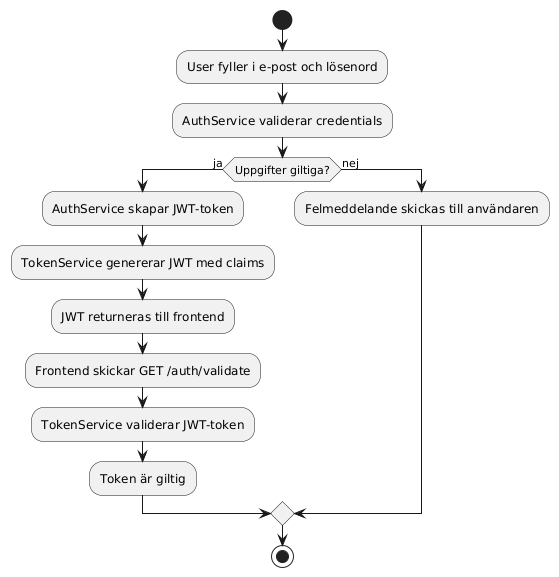 User fyller i e-post och lösenord
AuthService validerar credentials
Uppgifter giltiga?
ja
nej
AuthService skapar JWT-token
TokenService genererar JWT med claims
JWT returneras till frontend
Frontend skickar GET /auth/validate
TokenService validerar JWT-token
Token är giltig
Felmeddelande skickas till användaren